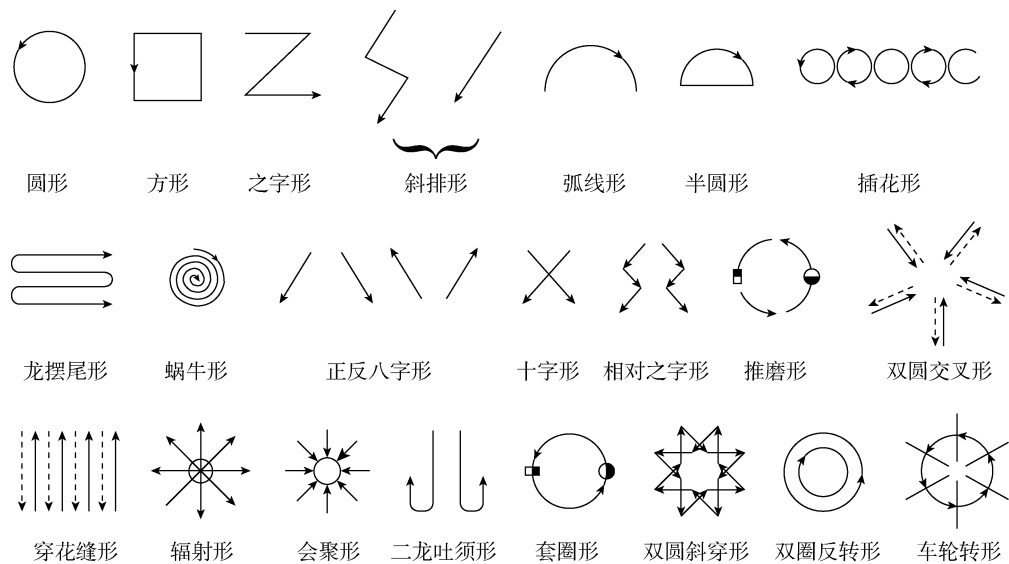 圆形 方形 之字形 斜排形 弧线形 半圆形 插花形
龙摆尾形 蜗牛形 正反八字形 十字形 相对之字形 推磨形 双圆交叉形
穿花缝形 辐射形 会聚形 二龙吐须形 套圈形 双圆斜穿形 双圈反转形 车轮转形